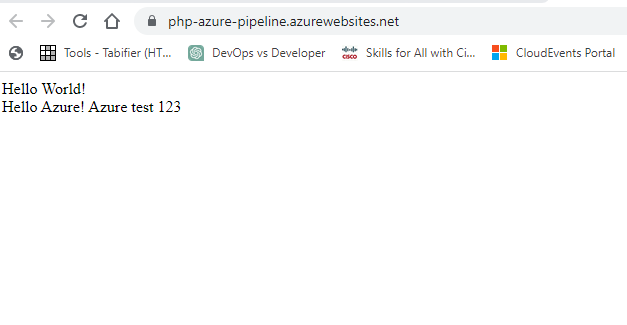 php-azure-pipeline.azurewebsites.net
Tools - Tabifier (HT... DevOps vs Developer CISCO Skills for All with Ci... CloudEvents Portal
Hello World!
Hello Azure! Azure test 123